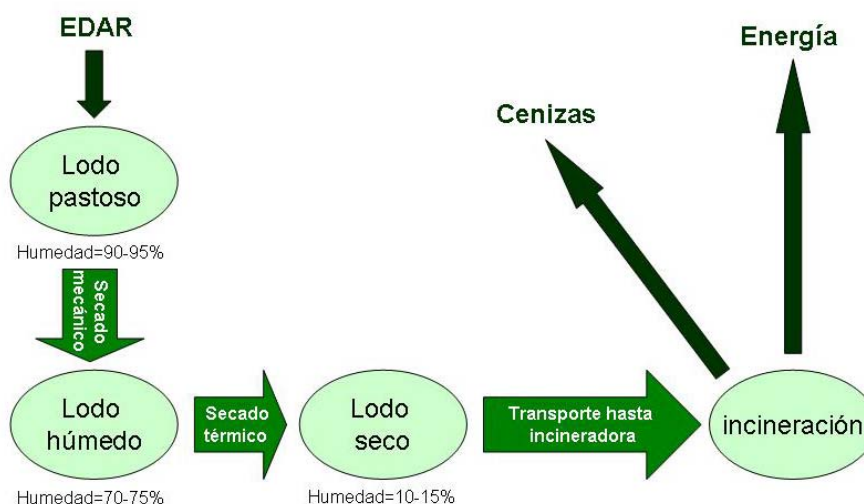 EDAR
Energía
Cenizas
Lodo
pastoso
Humedad=90-95%
Secado
mecánico
Lodo
húmedo
Humedad=70-75%
Secado
térmico
Lodo
seco
Humedad=10-15%
Transporte hasta
incineradora
incineración